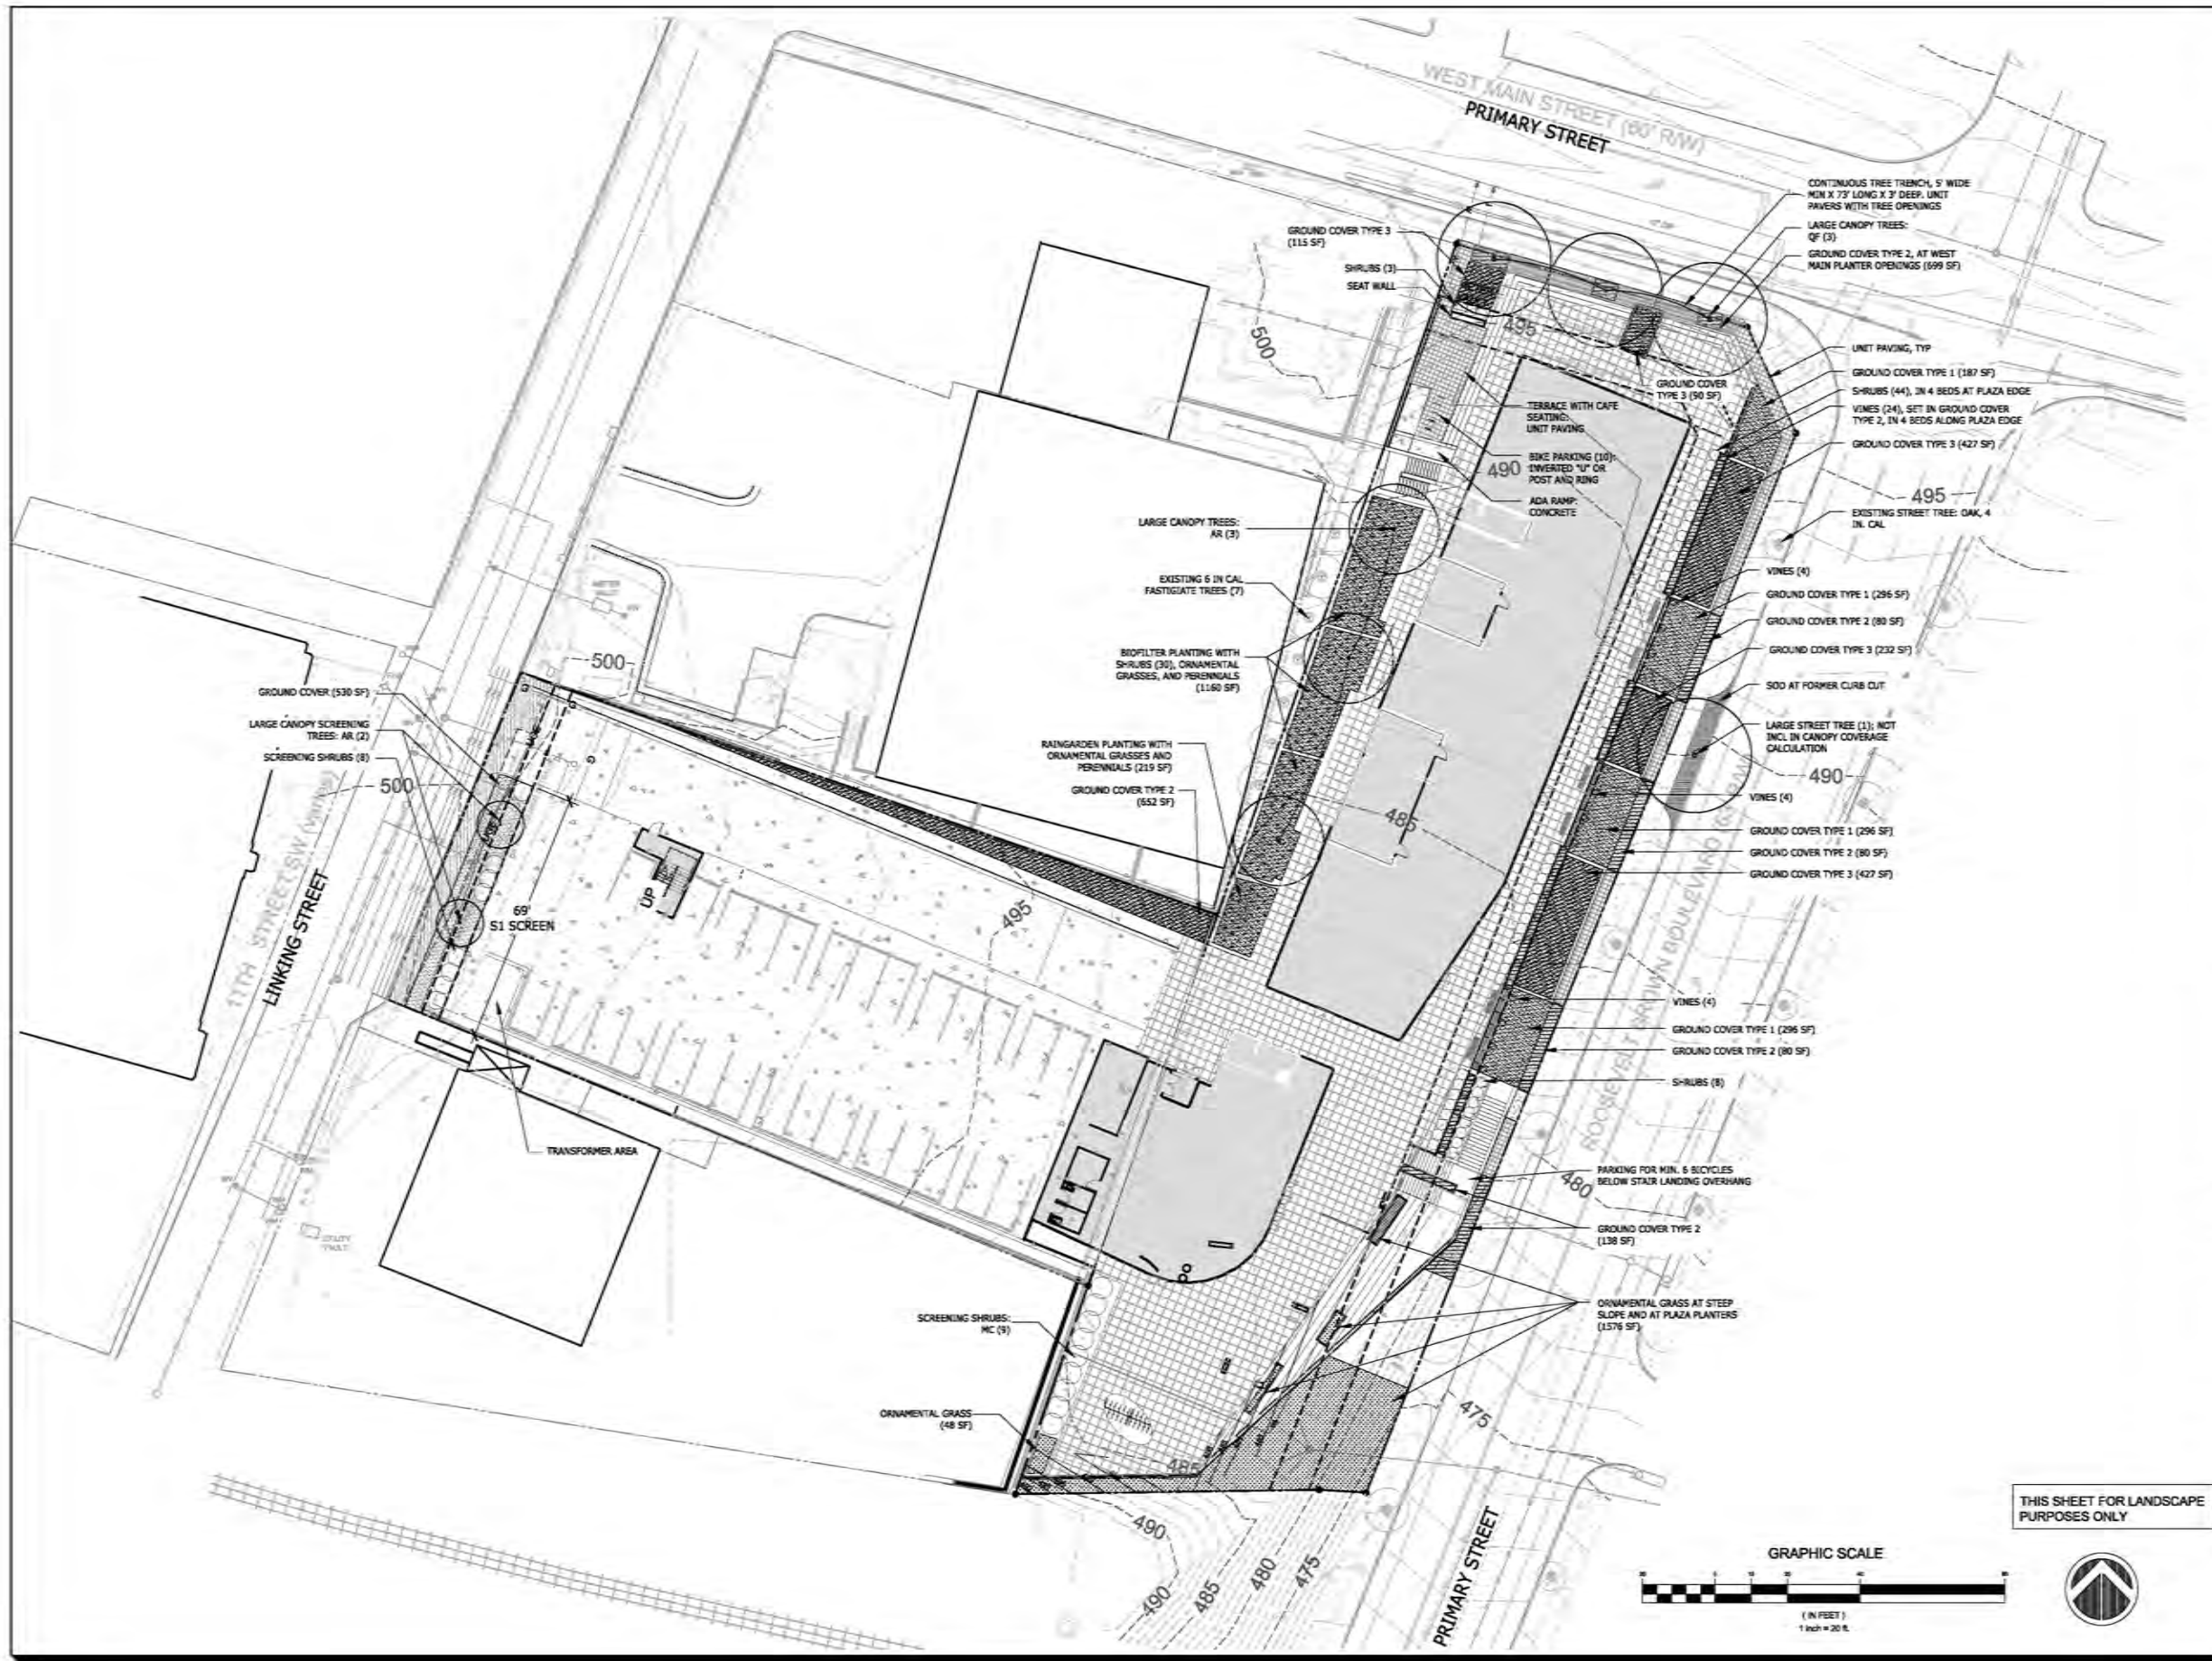 WEST MAIN STREET (60' R/W)
PRIMARY STREET
CONTINUOUS TREE TRENCH, 5' WIDE
MIN X 73' LONG X 3' DEEP. UNIT
PAVERS WITH TREE OPENINGS
LARGE CANOPY TREES:
QF (3)
GROUND COVER TYPE 2, AT WEST
MAIN PLANTER OPENINGS (699 SF)
GROUND COVER TYPE 3
(115 SF)
SHRUBS (3)
SEAT WALL
500
495
UNIT PAVING, TYP
GROUND COVER TYPE 1 (187 SF)
SHRUBS (44), IN 4 BEDS AT PLAZA EDGE
VINES (24), SET IN GROUND COVER
TYPE 2, IN 4 BEDS ALONG PLAZA EDGE
GROUND COVER TYPE 3 (427 SF)
GROUND COVER
TYPE 3 (90 SF)
TERRACE WITH CAFE
SEATING:
UNIT PAVING
BIKE PARKING (10):
INVERTED "U" OR
POST AND RING
490
ADA RAMP:
CONCRETE
495
EXISTING STREET TREE: OAK, 4
IN. CAL
LARGE CANOPY TREES:
AR (3)
EXISTING 6 IN CAL
FASTIGIATE TREES (7)
VINES (4)
GROUND COVER TYPE 1 (296 SF)
GROUND COVER TYPE 2 (80 SF)
GROUND COVER TYPE 3 (232 SF)
SOD AT FORMER CURB CUT
LARGE STREET TREE (1); NOT
INCL IN CANOPY COVERAGE
CALCULATION
490
BIOFILTER PLANTING WITH
SHRUBS (30), ORNAMENTAL
GRASSES, AND PERENNIALS
(1160 SF)
RAINGARDEN PLANTING WITH
ORNAMENTAL GRASSES AND
PERENNIALS (219 SF)
GROUND COVER TYPE 2
(652 SF)
485
500
GROUND COVER (530 SF)
LARGE CANOPY SCREENING
TREES: AR (2)
SCREENING SHRUBS (8)
500
G
G
G
UP
69'
S1 SCREEN
495
11TH STREET SW (varies)
LINKING STREET
VINES (4)
GROUND COVER TYPE 1 (296 SF)
GROUND COVER TYPE 2 (80 SF)
GROUND COVER TYPE 3 (427 SF)
ROOSEVELT BROWN BOULEVARD
VINES (4)
GROUND COVER TYPE 1 (296 SF)
GROUND COVER TYPE 2 (80 SF)
SHRUBS (8)
TRANSFORMER AREA
PARKING FOR MIN. 6 BICYCLES
BELOW STAIR LANDING OVERHANG
480
GROUND COVER TYPE 2
(138 SF)
ORNAMENTAL GRASS AT STEEP
SLOPE AND AT PLAZA PLANTERS
(1576 SF)
SCREENING SHRUBS:
MC (9)
ORNAMENTAL GRASS
(48 SF)
485
475
490
490
485
480
475
PRIMARY STREET
THIS SHEET FOR LANDSCAPE
PURPOSES ONLY
GRAPHIC SCALE
( IN FEET )
1 inch = 20 ft.